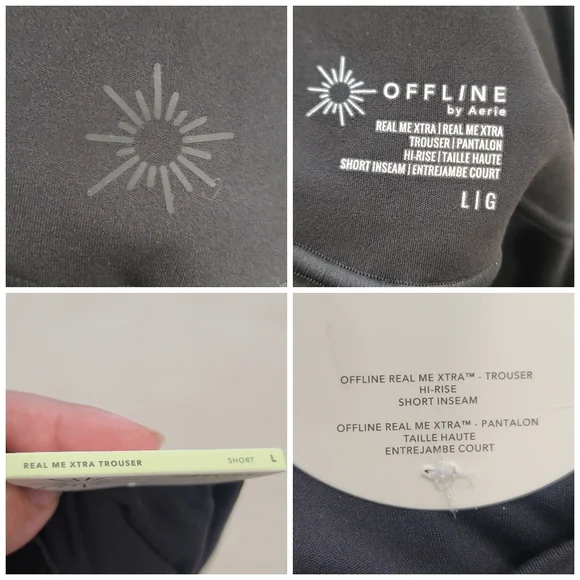 OFFLINE
by Aerie
REAL ME XTRA | REAL ME XTRA
TROUSER | PANTALON
HI-RISE | TAILLE HAUTE
SHORT INSEAM | ENTREJAMBE COURT
L | G
REAL ME XTRA TROUSER SHORT L
OFFLINE REAL ME XTRA™ - TROUSER
HI-RISE
SHORT INSEAM
OFFLINE REAL ME XTRA™ - PANTALON
TAILLE HAUTE
ENTREJAMBE COURT